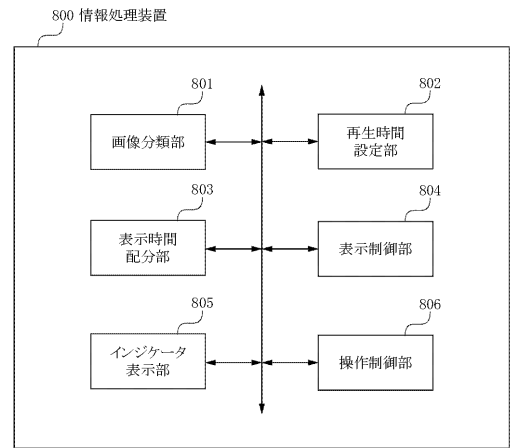 800 情報処理装置
801
画像分類部
802
再生時間
設定部
803
表示時間
配分部
804
表示制御部
805
インジケータ
表示部
806
操作制御部